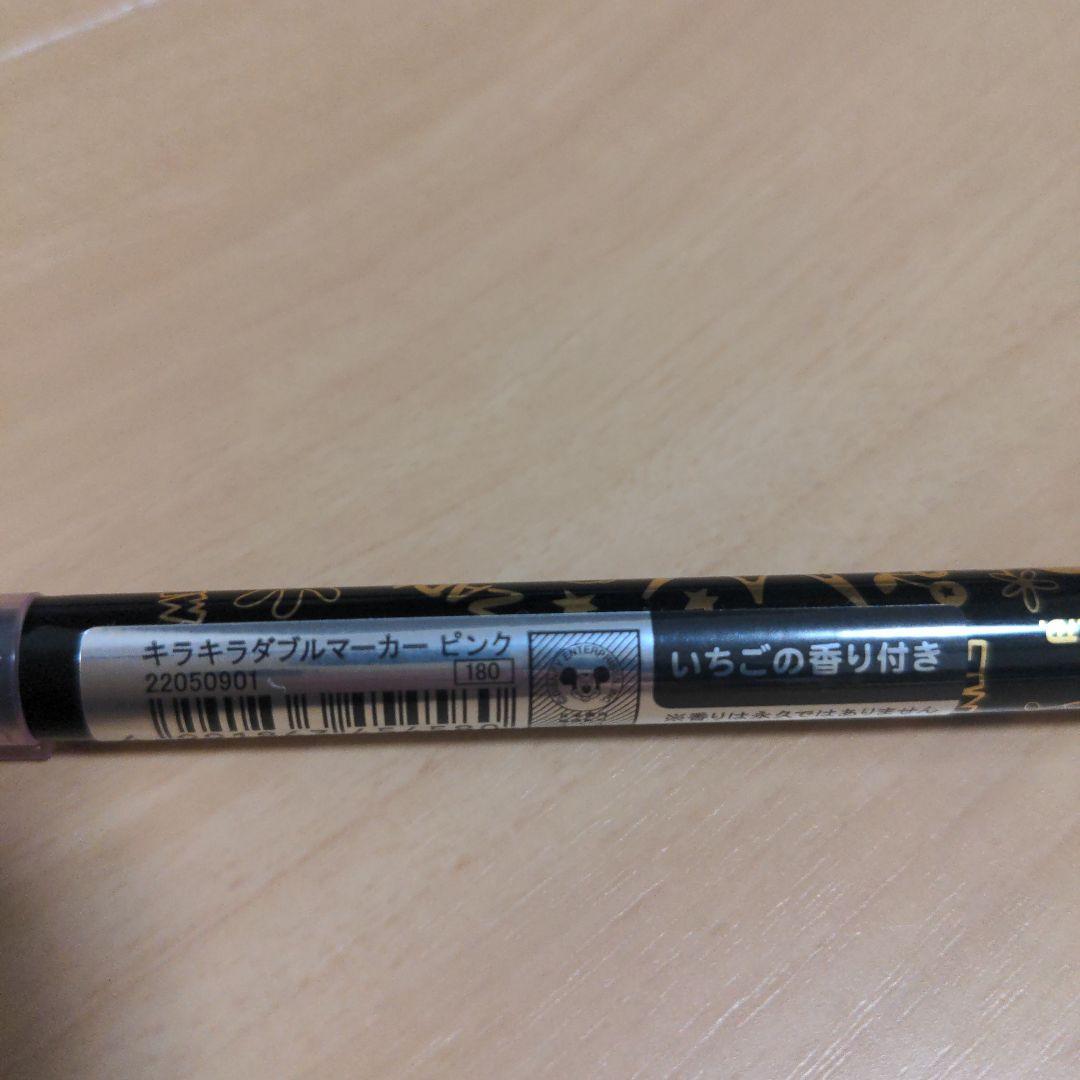 キラキラダブルマーカー ピンク
22050901
180
いちごの香り付き
※香りは永久ではありません